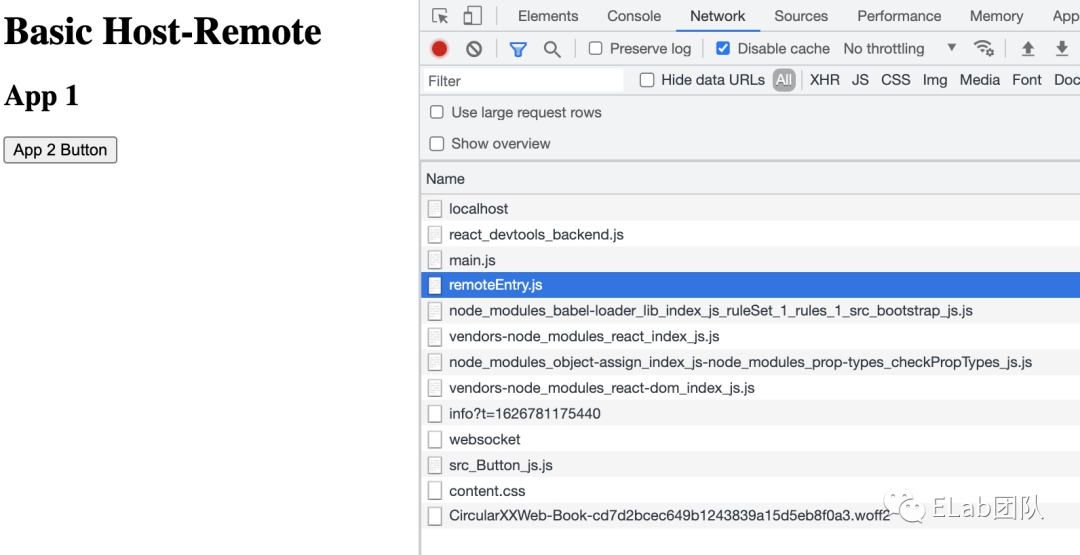 Basic Host-Remote
App 1
App 2 Button
Elements Console Network Sources Performance Memory App
Preserve log Disable cache No throttling
Filter Hide data URLs All XHR JS CSS Img Media Font Doc
Use large request rows
Show overview
Name
localhost
react_devtools_backend.js
main.js
remoteEntry.js
node_modules_babel-loader_lib_index_js_ruleSet_1_rules_1_src_bootstrap_js.js
vendors-node_modules_react_index_js.js
node_modules_object-assign_index_js-node_modules_prop-types_checkPropTypes_js.js
vendors-node_modules_react-dom_index_js.js
info?t=1626781175440
websocket
src_Button_js.js
content.css
CircularXXWeb-Book-cd7d2bcec649b1243839a15d5eb8f0a3.woff2
ELab团队